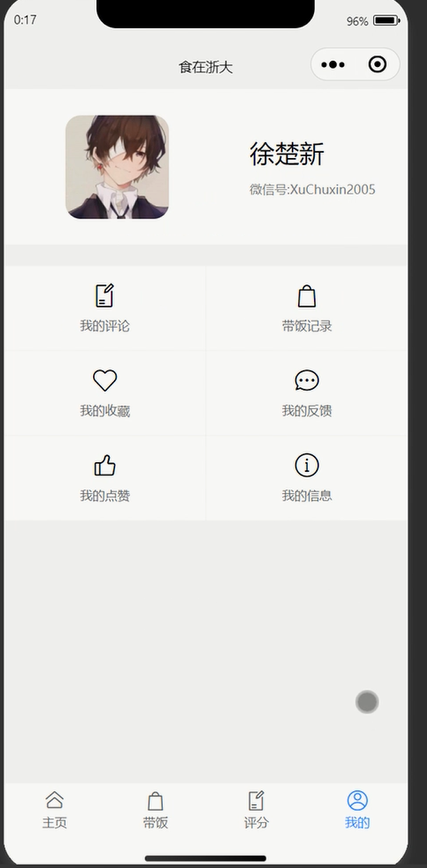 0:17
96%
食在浙大
徐楚新
微信号:XuChuxin2005
我的评论
带饭记录
我的收藏
我的反馈
我的点赞
我的信息
主页
带饭
评分
我的